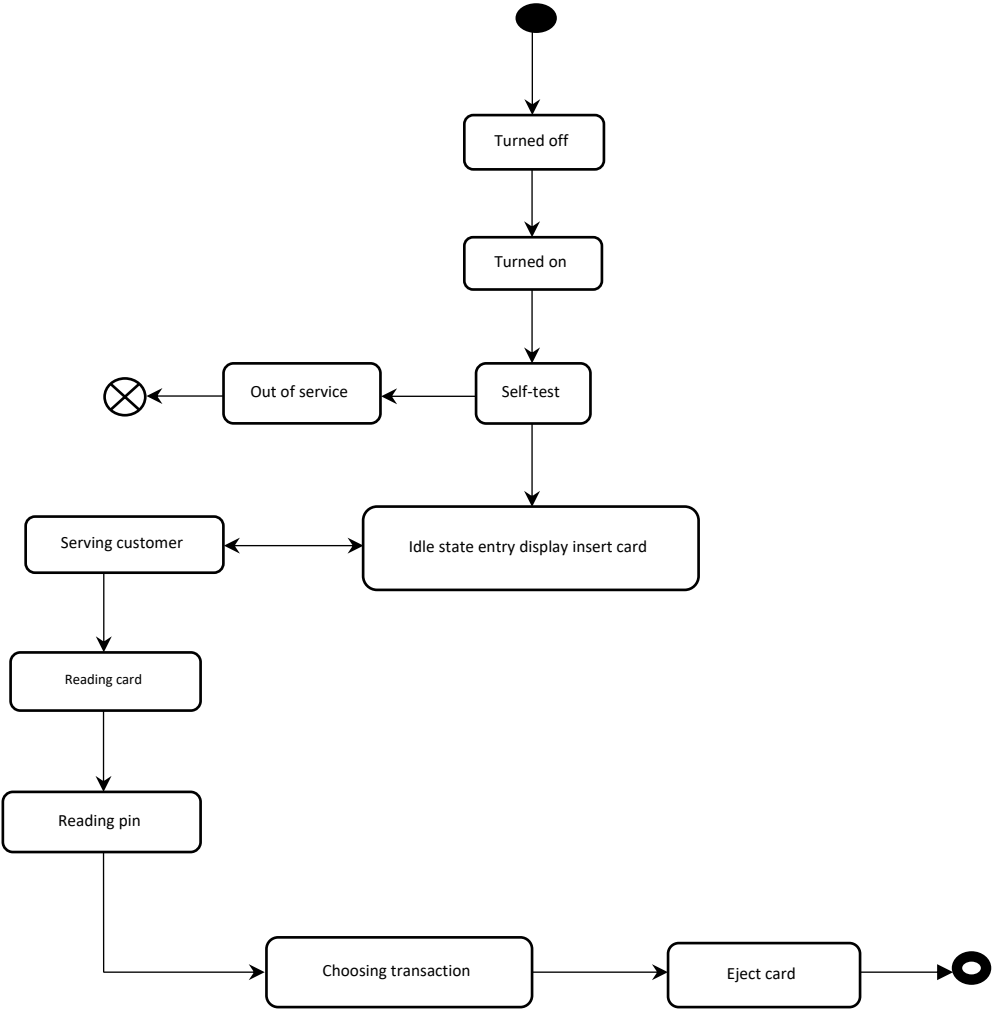 Turned off
Turned on
Out of service
Self-test
Serving customer
Idle state entry display insert card
Reading card
Reading pin
Choosing transaction
Eject card